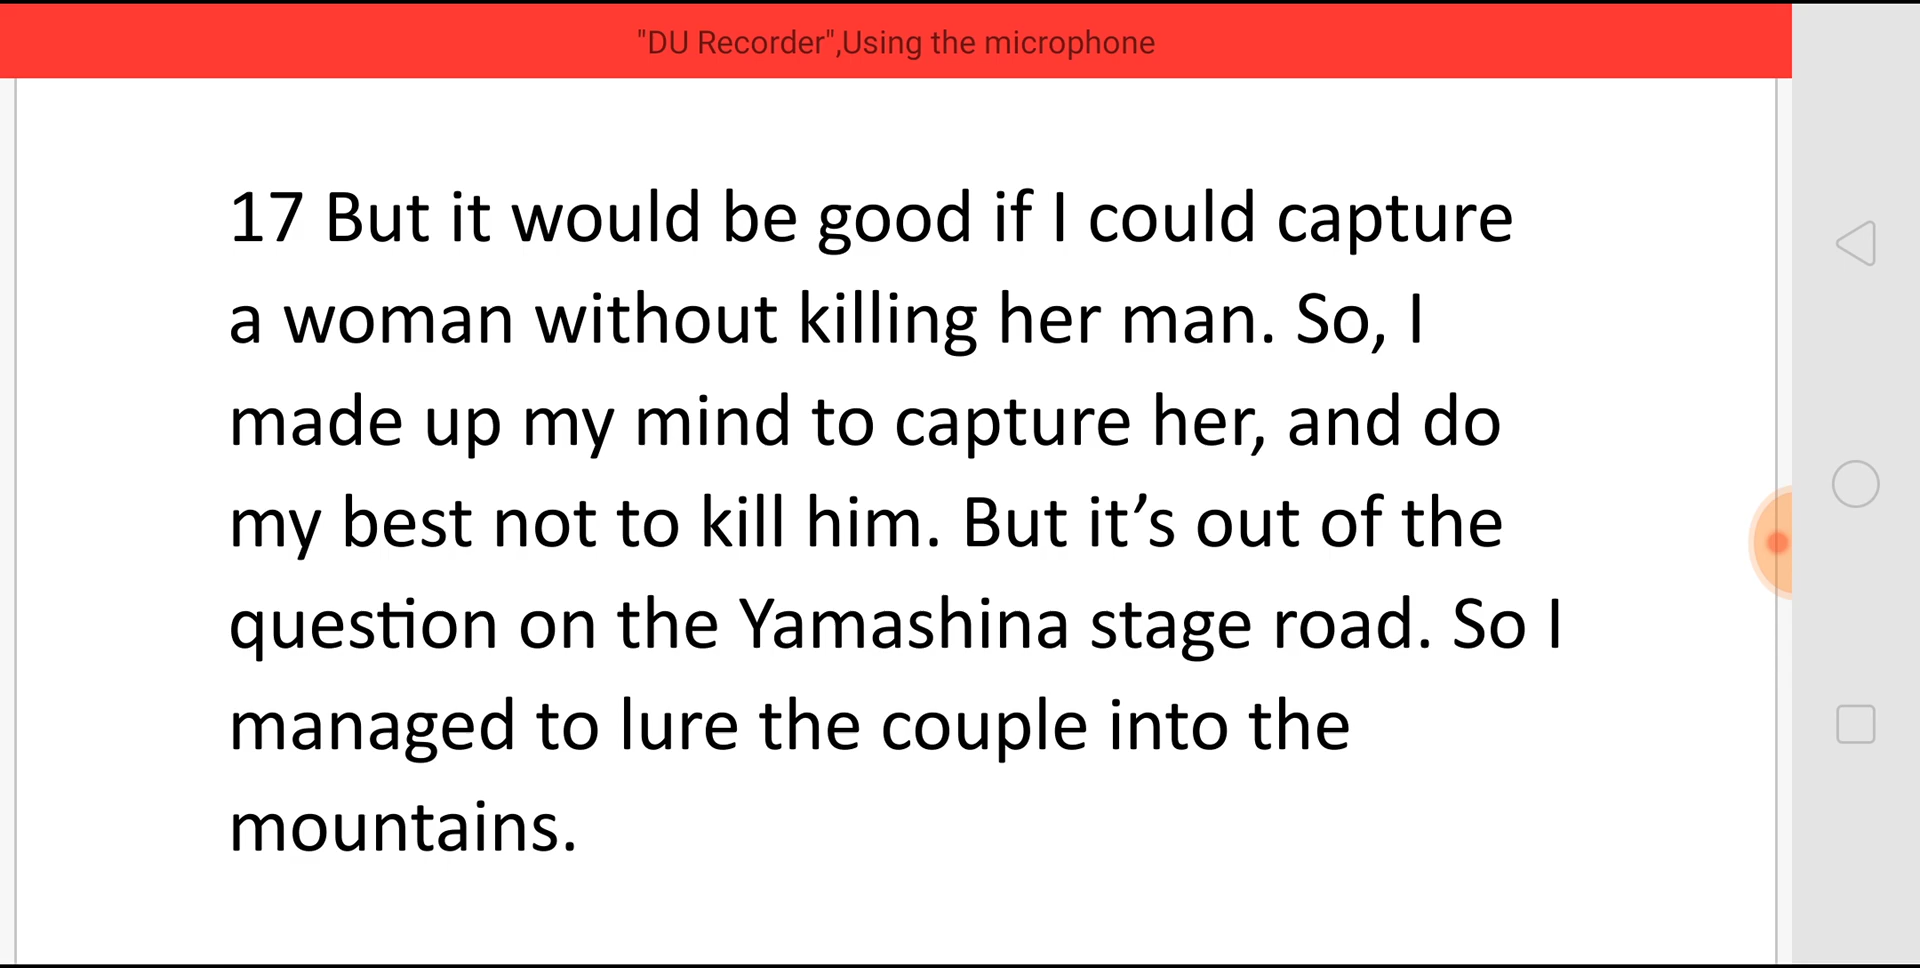 "DU Recorder",Using the microphone
17 But it would be good if I could capture
a woman without killing her man. So, I
made up my mind to capture her, and do
my best not to kill him. But it’s out of the
question on the Yamashina stage road. So I
managed to lure the couple into the
mountains.